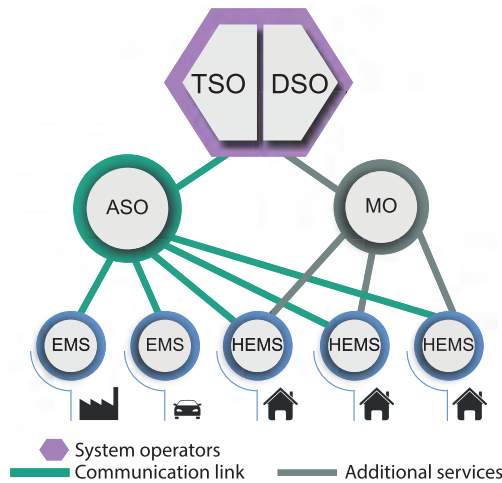 TSO DSO
ASO MO
EMS EMS HEMS HEMS HEMS
System operators
Communication link Additional services